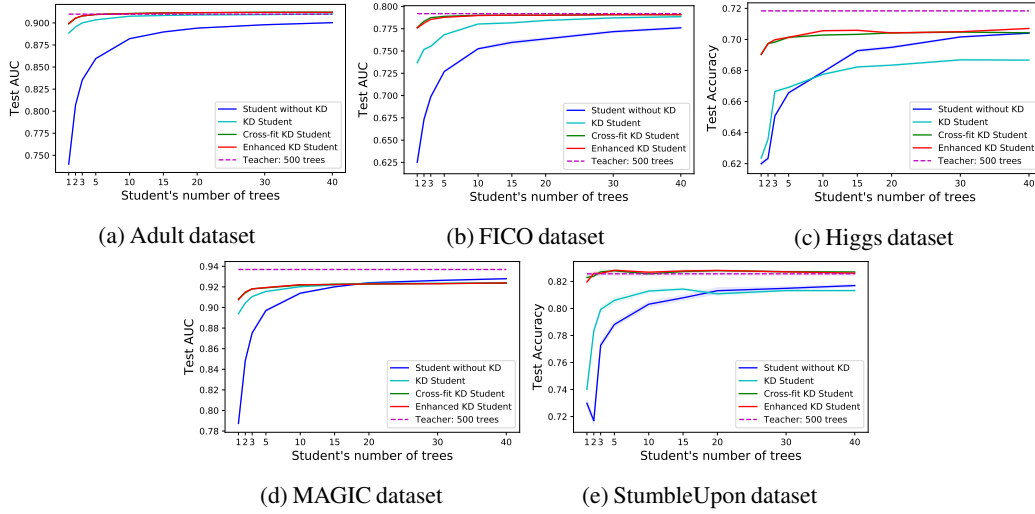 0.900
0.875
0.850
0.825
0.800
0.775
0.750
Test AUC
Student without KD
KD Student
Cross-fit KD Student
Enhanced KD Student
Teacher: 500 trees
1 2 3 5 10 15 20 30 40
Student's number of trees
(a) Adult dataset
0.800
0.775
0.750
0.725
0.700
0.675
0.650
0.625
Test AUC
Student without KD
KD Student
Cross-fit KD Student
Enhanced KD Student
Teacher: 500 trees
1 2 3 5 10 15 20 30 40
Student's number of trees
(b) FICO dataset
0.72
0.70
0.68
0.66
0.64
0.62
Test Accuracy
Student without KD
KD Student
Cross-fit KD Student
Enhanced KD Student
Teacher: 500 trees
1 2 3 5 10 15 20 30 40
Student's number of trees
(c) Higgs dataset
0.94
0.92
0.90
0.88
0.86
0.84
0.82
0.80
0.78
Test AUC
Student without KD
KD Student
Cross-fit KD Student
Enhanced KD Student
Teacher: 500 trees
1 2 3 5 10 15 20 30 40
Student's number of trees
(d) MAGIC dataset
0.82
0.80
0.78
0.76
0.74
0.72
Test Accuracy
Student without KD
KD Student
Cross-fit KD Student
Enhanced KD Student
Teacher: 500 trees
1 2 3 5 10 15 20 30 40
Student's number of trees
(e) StumbleUpon dataset